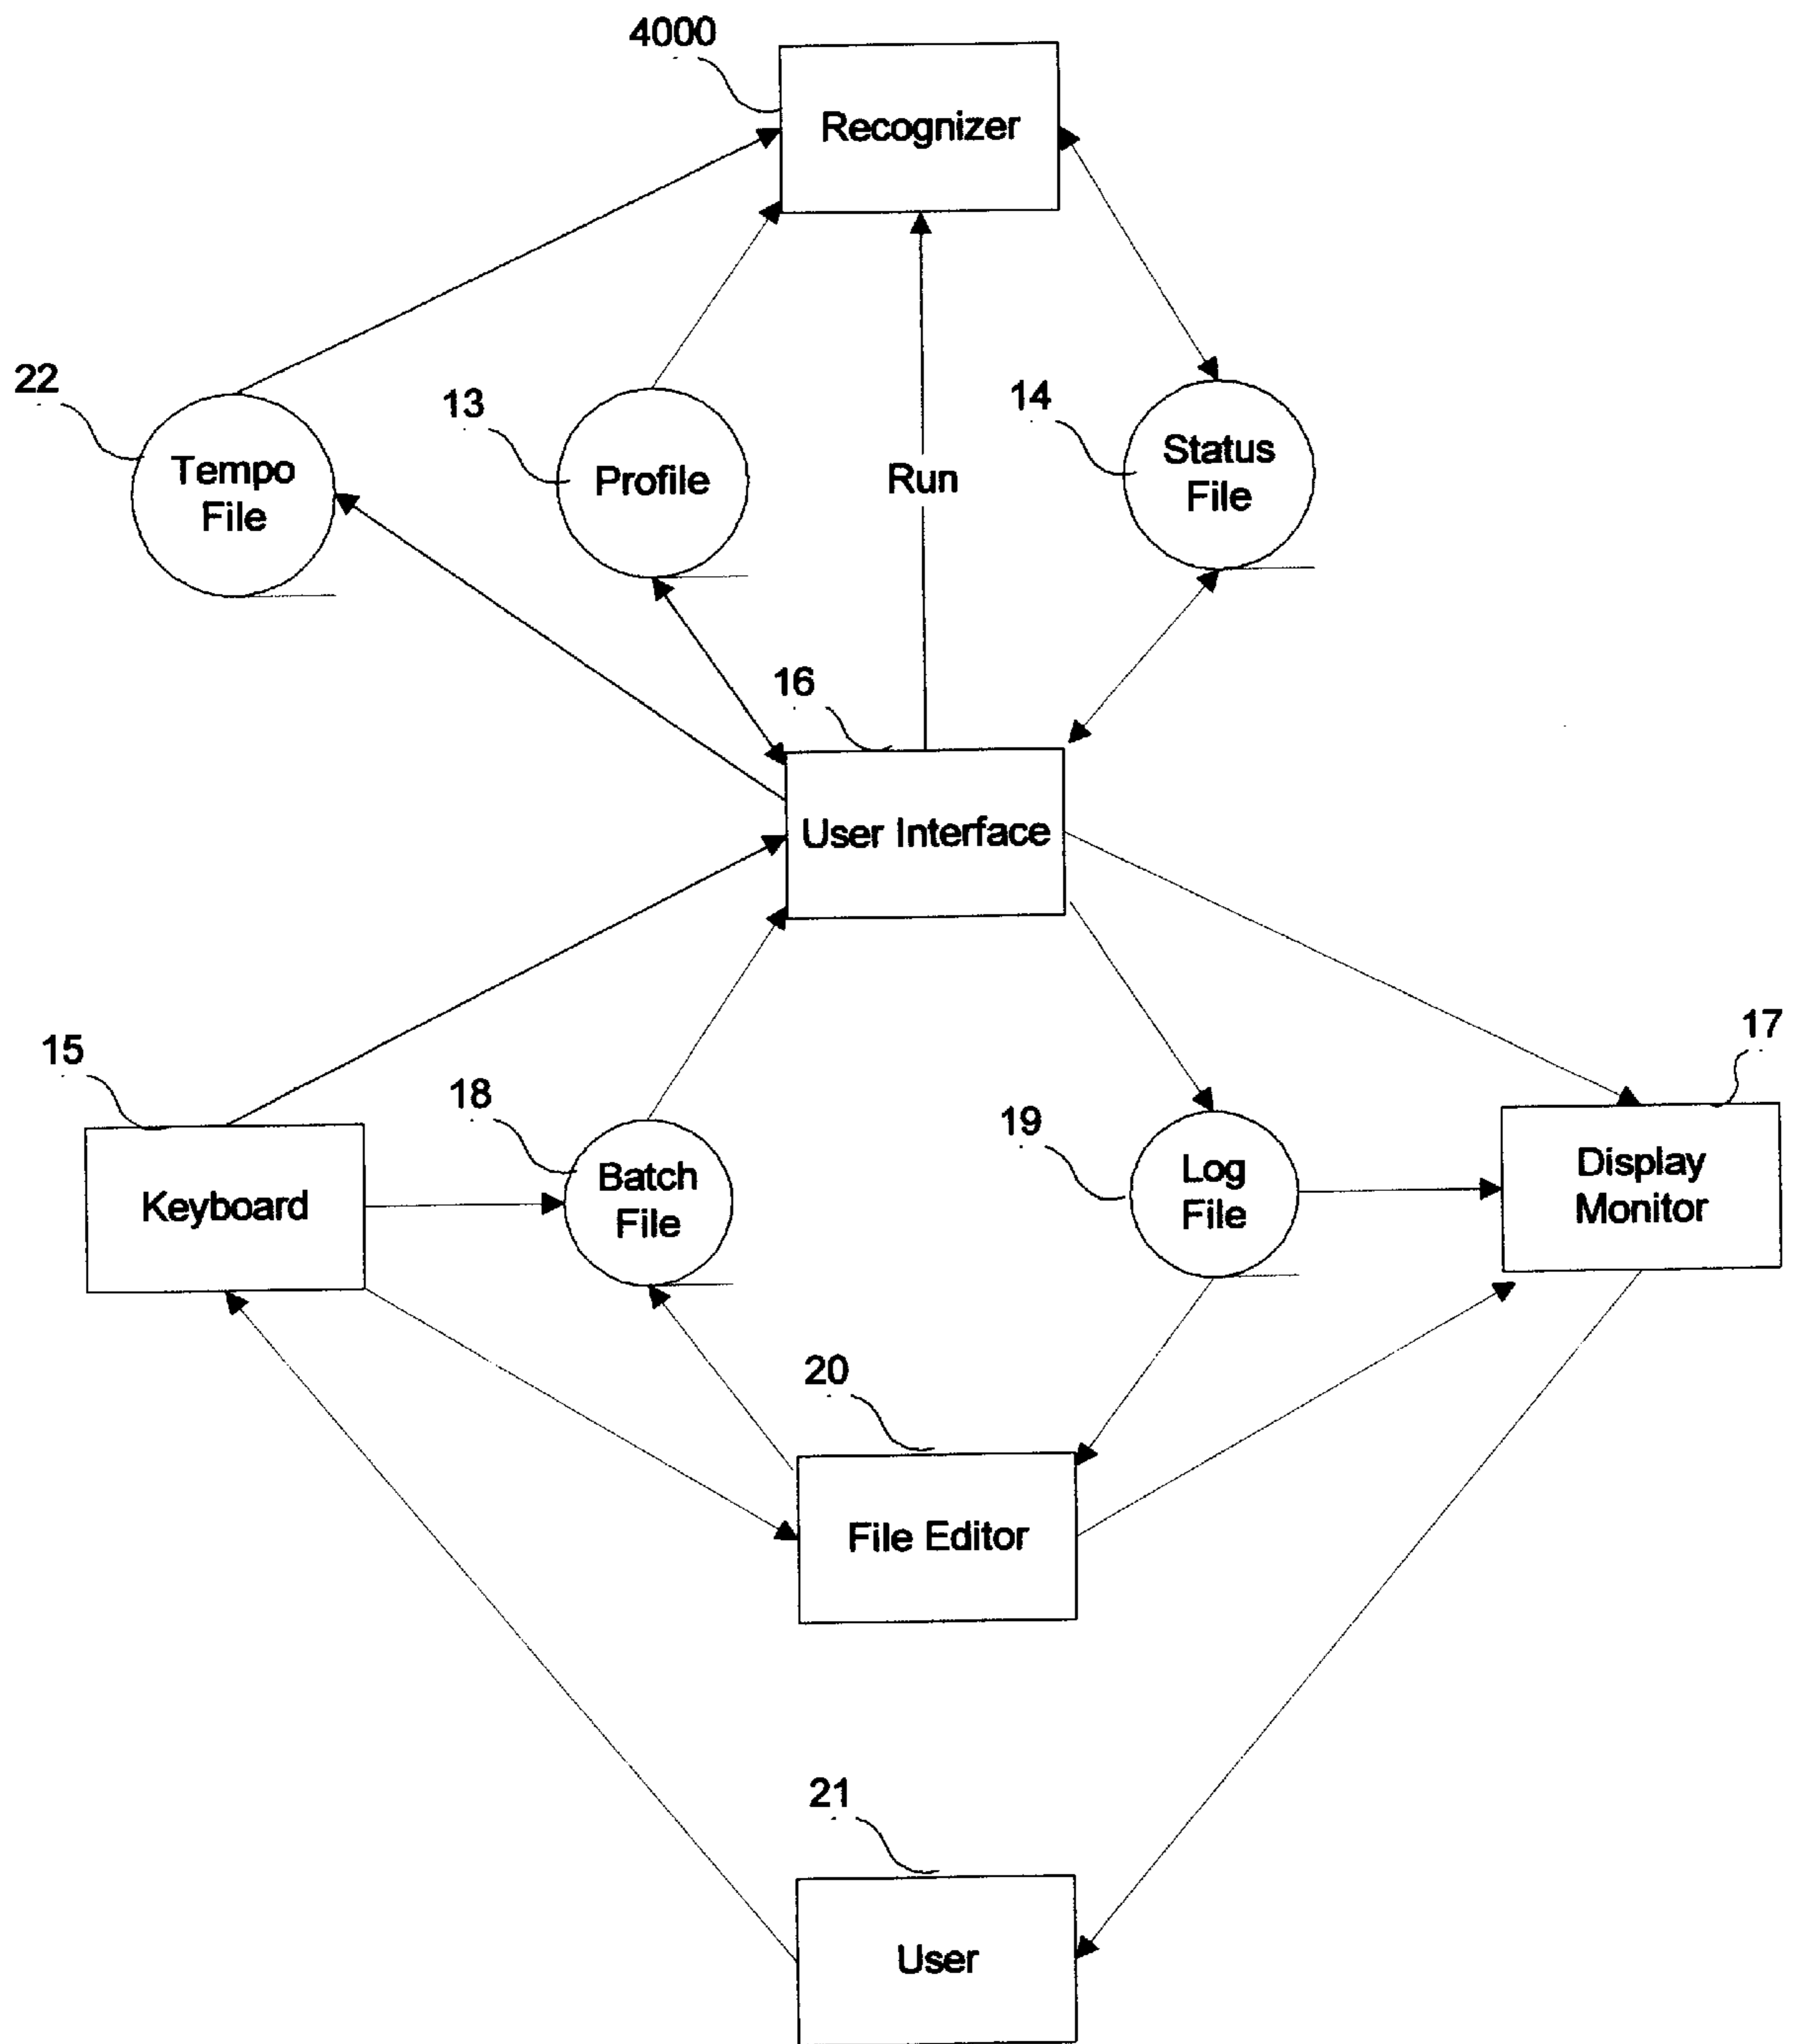 4000
Recognizer
22
Tempo
File
13
Profile
Run
14
Status
File
16
User Interface
15
Keyboard
18
Batch
File
19
Log
File
17
Display
Monitor
20
File Editor
21
User